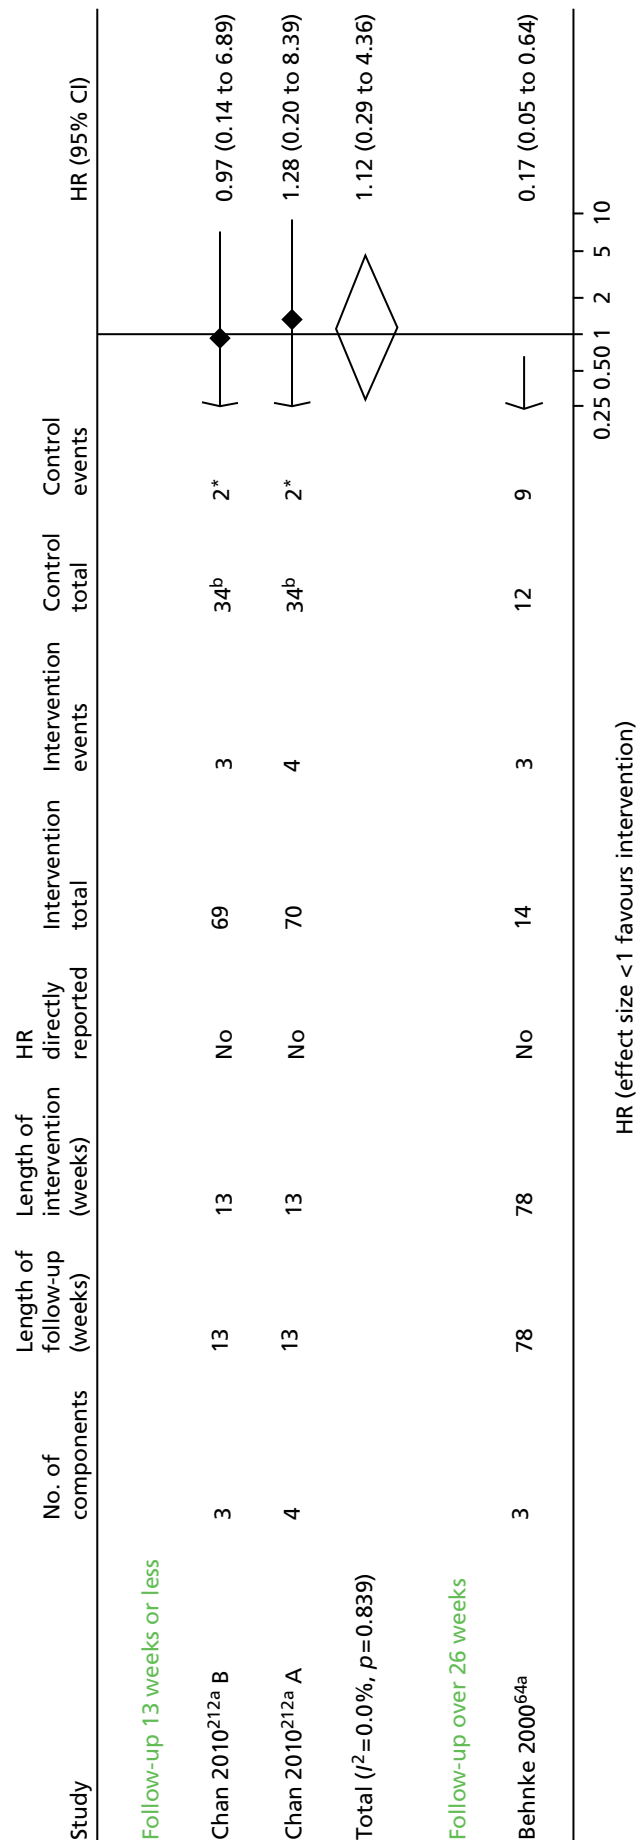 Study No. of components Length of follow-up (weeks) Length of intervention (weeks) HR directly reported Intervention total Intervention events Control total Control events HR (95% CI)
Follow-up 13 weeks or less
Chan 2010²¹²ᵃ B 3 13 13 No 69 3 34ᵇ 2* 0.97 (0.14 to 6.89)
Chan 2010²¹²ᵃ A 4 13 13 No 70 4 34ᵇ 2* 1.28 (0.20 to 8.39)
Total (I²=0.0%, p=0.839) 1.12 (0.29 to 4.36)
Follow-up over 26 weeks
Behnke 2000⁶⁴ᵃ 3 78 78 No 14 3 12 9 0.17 (0.05 to 0.64)
0.25 0.50 1 2 5 10
HR (effect size <1 favours intervention)